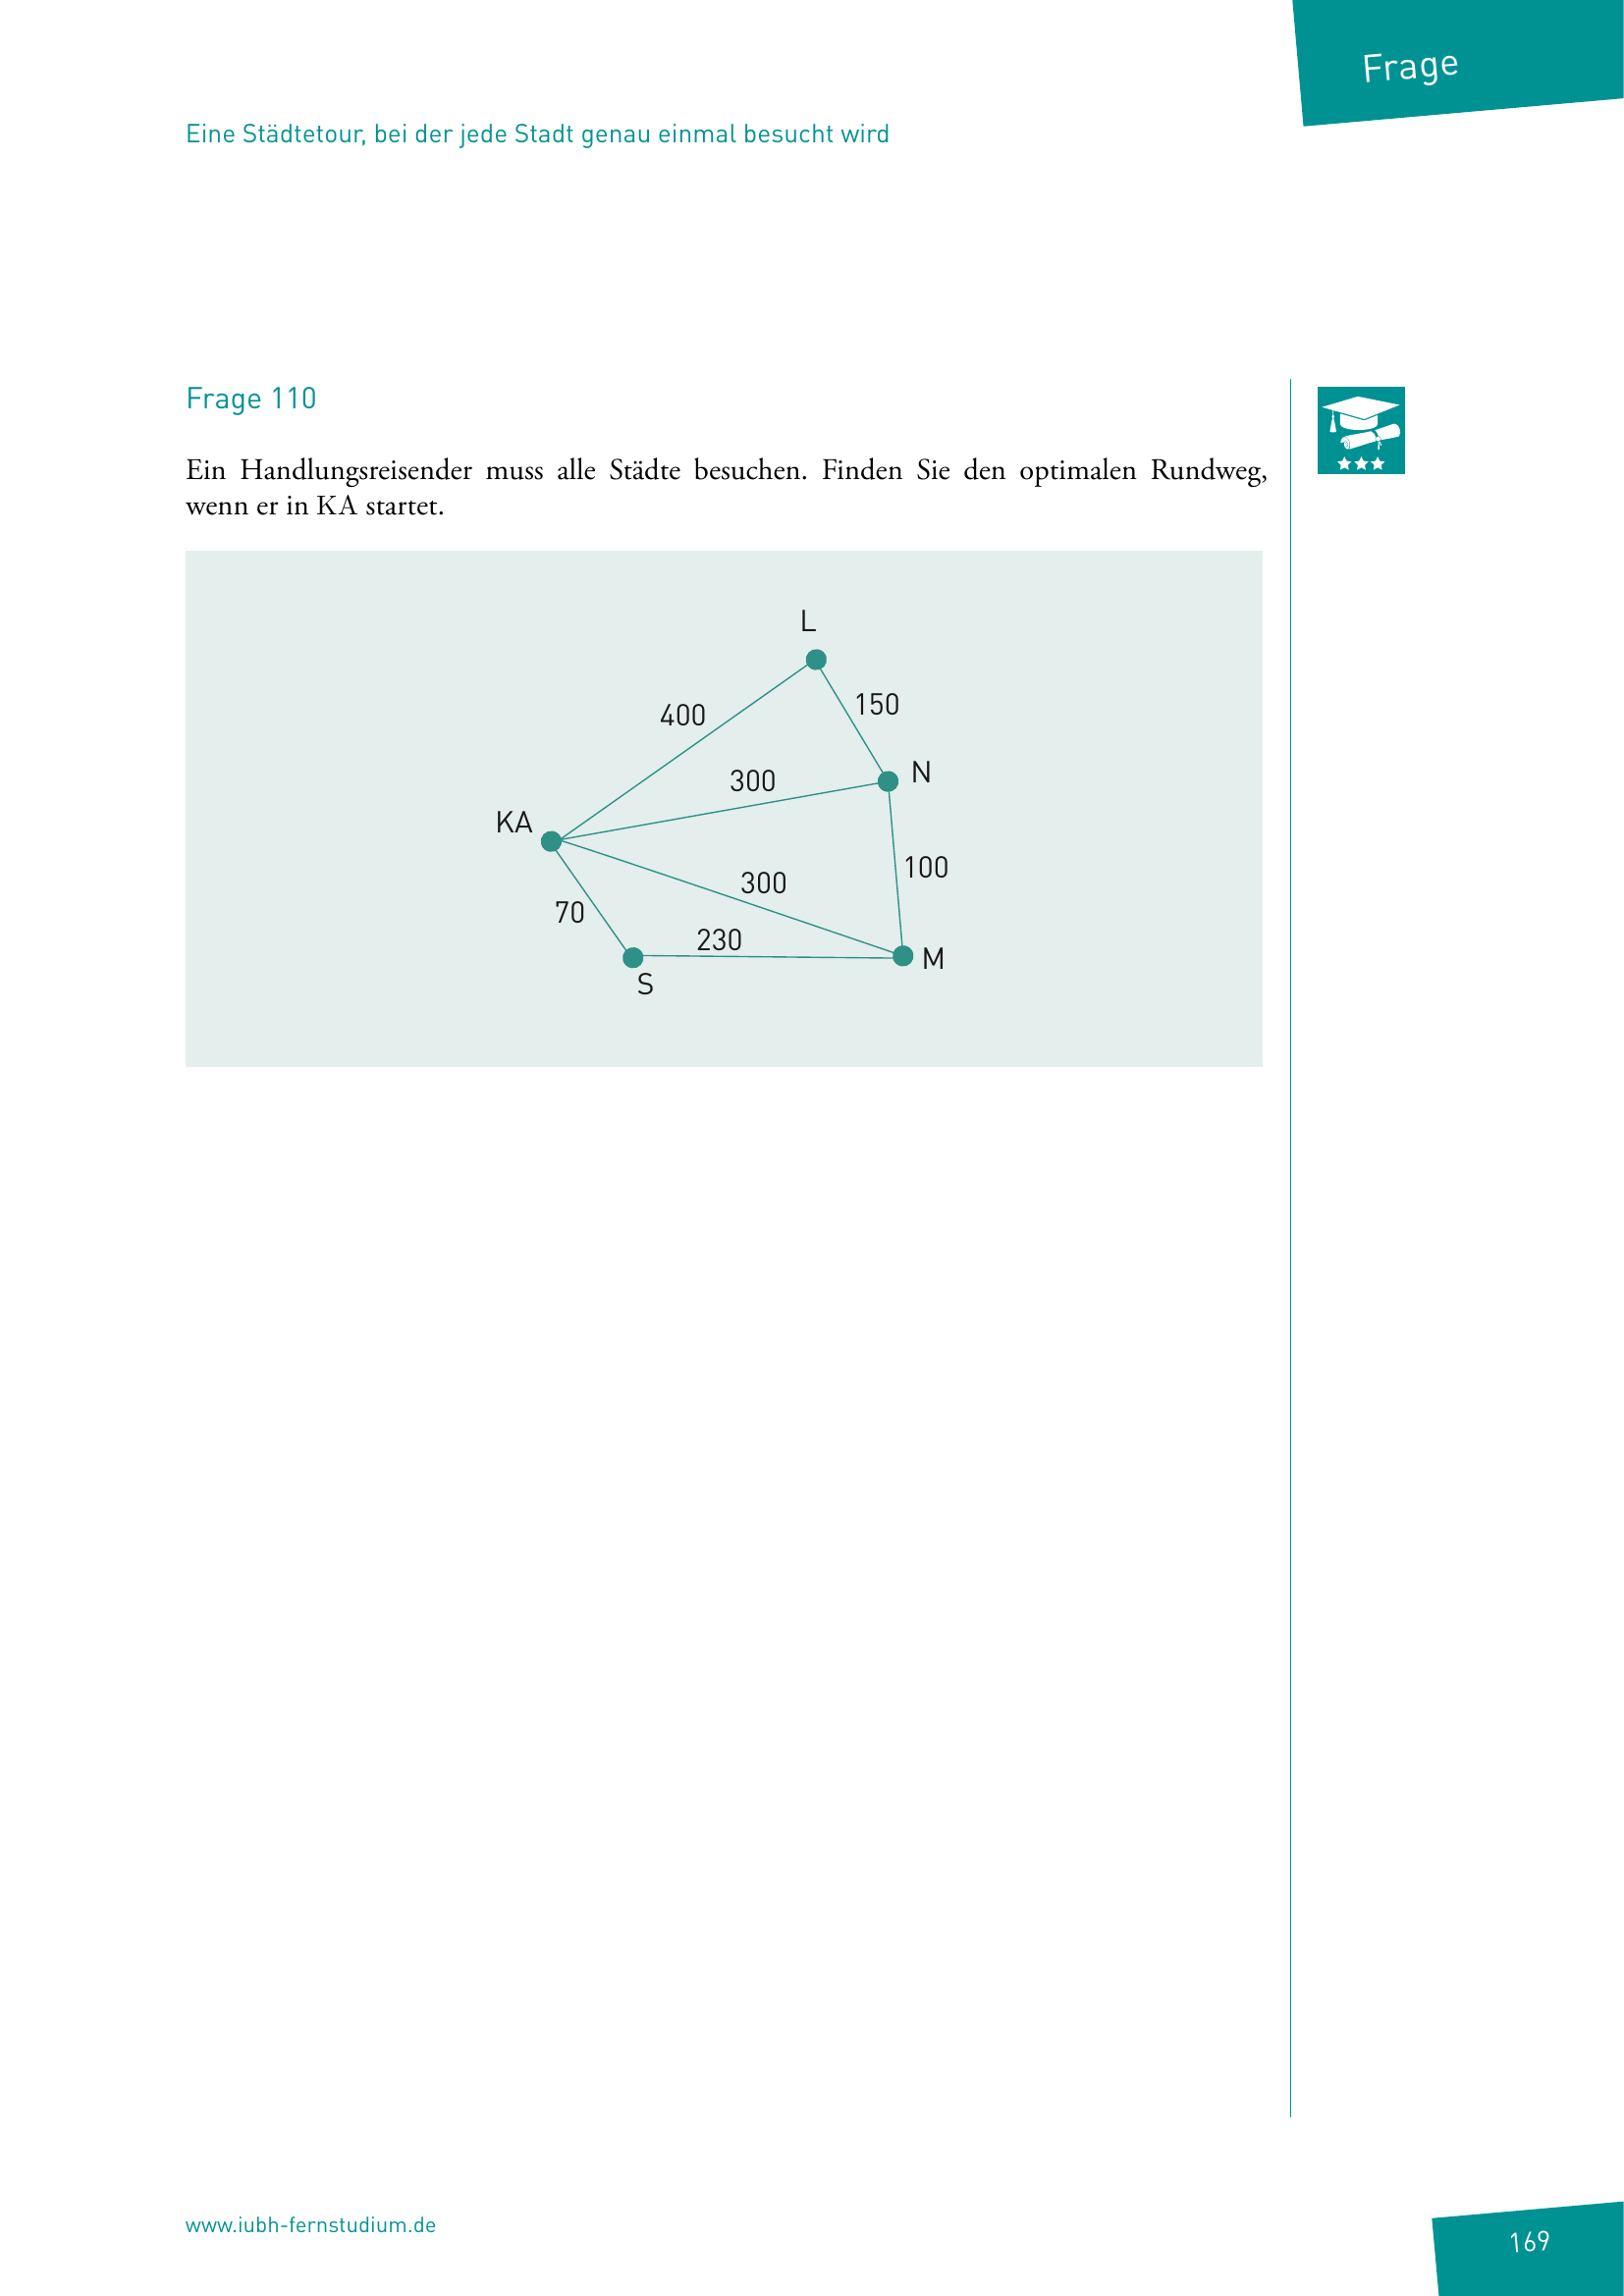 Frage
Eine Städtetour, bei der jede Stadt genau einmal besucht wird
Frage 110
Ein Handlungsreisender muss alle Städte besuchen. Finden Sie den optimalen Rundweg,
wenn er in KA startet.
L
400
150
300
N
KA
100
300
70
230
M
S
www.iubh-fernstudium.de
169